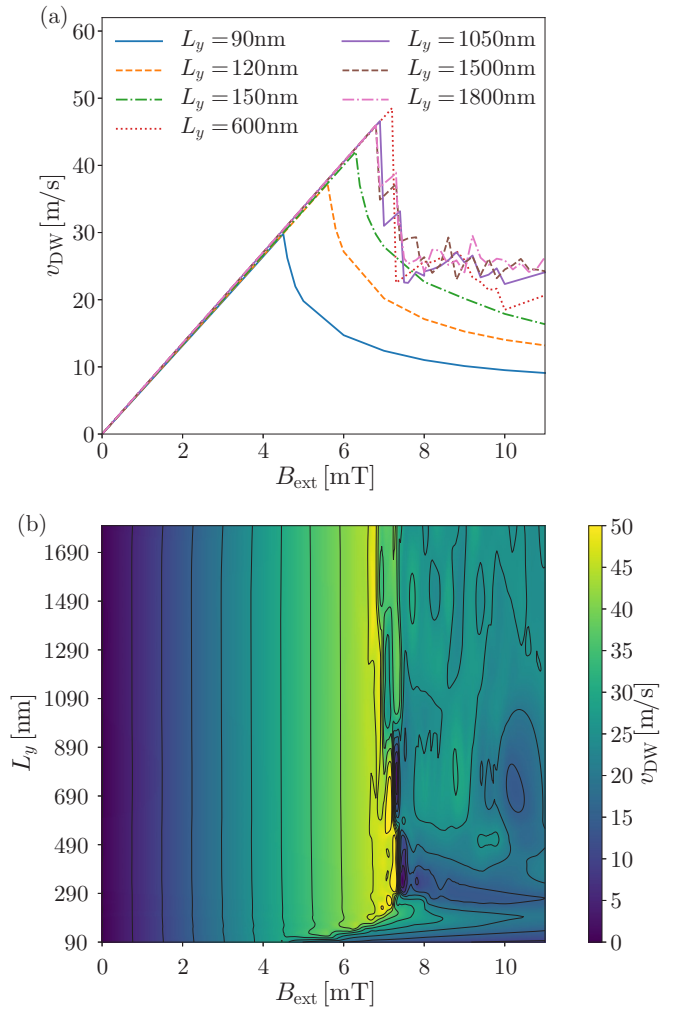 (a)
60
50
40
30
20
10
0
v_DW [m/s]
L_y = 90nm
L_y = 120nm
L_y = 150nm
L_y = 600nm
L_y = 1050nm
L_y = 1500nm
L_y = 1800nm
0 2 4 6 8 10
B_ext [mT]
(b)
1690
1490
1290
1090
890
690
490
290
90
L_y [nm]
0 2 4 6 8 10
B_ext [mT]
50
45
40
35
30
25
20
15
10
5
0
v_DW [m/s]